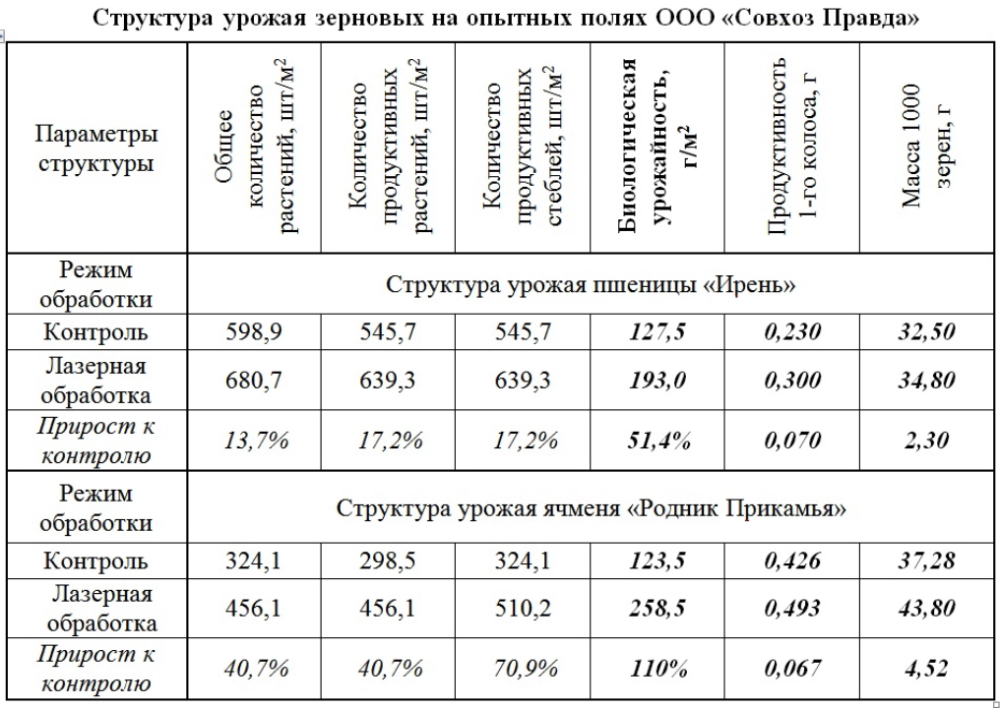 Структура урожая зерновых на опытных полях ООО «Совхоз Правда»
Параметры
структуры
Общее
количество
растений, шт/м²
Количество
продуктивных
растений, шт/м²
Количество
продуктивных
стеблей, шт/м²
Биологическая
урожайность,
г/м²
Продуктивность
1-го колоса, г
Масса 1000
зерен, г
Режим
обработки
Структура урожая пшеницы «Ирень»
Контроль 598,9 545,7 545,7 127,5 0,230 32,50
Лазерная
обработка
680,7 639,3 639,3 193,0 0,300 34,80
Прирост к
контролю
13,7% 17,2% 17,2% 51,4% 0,070 2,30
Режим
обработки
Структура урожая ячменя «Родник Прикамья»
Контроль 324,1 298,5 324,1 123,5 0,426 37,28
Лазерная
обработка
456,1 456,1 510,2 258,5 0,493 43,80
Прирост к
контролю
40,7% 40,7% 70,9% 110% 0,067 4,52